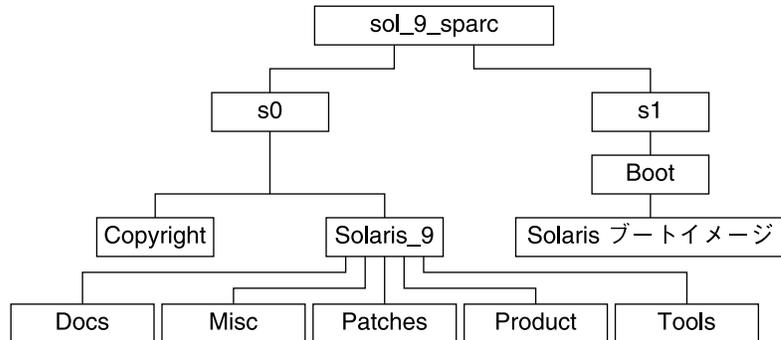 sol_9_sparc
s0
s1
Boot
Copyright
Solaris_9
Solaris ブートイメージ
Docs
Misc
Patches
Product
Tools